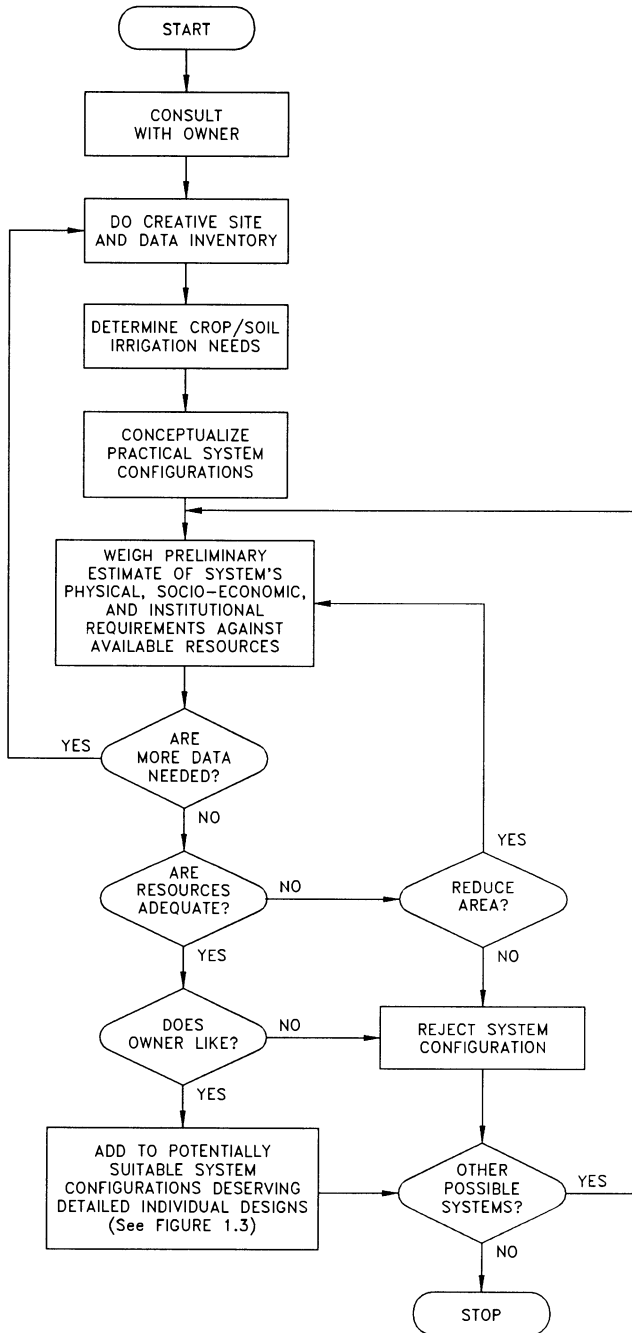 START
CONSULT
WITH OWNER
DO CREATIVE SITE
AND DATA INVENTORY
DETERMINE CROP/SOIL
IRRIGATION NEEDS
CONCEPTUALIZE
PRACTICAL SYSTEM
CONFIGURATIONS
WEIGH PRELIMINARY
ESTIMATE OF SYSTEM'S
PHYSICAL, SOCIO-ECONOMIC,
AND INSTITUTIONAL
REQUIREMENTS AGAINST
AVAILABLE RESOURCES
YES
ARE
MORE DATA
NEEDED?
NO
ARE
RESOURCES
ADEQUATE?
NO
YES
REDUCE
AREA?
YES
NO
DOES
OWNER LIKE?
NO
YES
REJECT SYSTEM
CONFIGURATION
ADD TO POTENTIALLY
SUITABLE SYSTEM
CONFIGURATIONS DESERVING
DETAILED INDIVIDUAL DESIGNS
(See FIGURE 1.3)
OTHER
POSSIBLE
SYSTEMS?
YES
NO
STOP